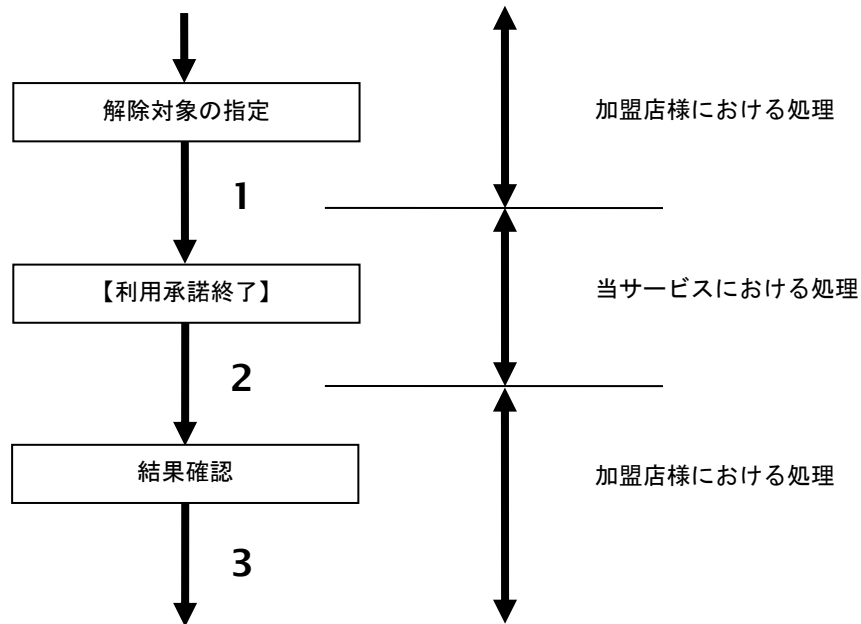 解除対象の指定
加盟店様における処理
1
【利用承諾終了】
当サービスにおける処理
2
結果確認
加盟店様における処理
3